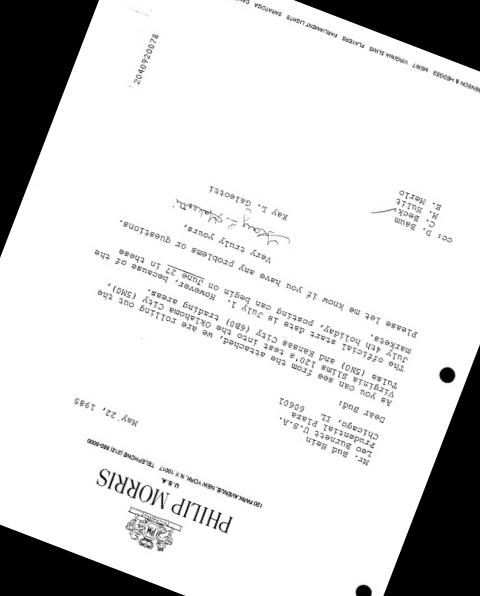 PHILIP MORRIS
U.S.A.
120 PARK AVENUE, NEW YORK, N.Y. 10017 TELEPHONE (212) 880-5000
May 22, 1985
Mr. Bud Hein
Leo Burnett U.S.A.
Prudential Plaza
Chicago, IL 60601
Dear Bud:
As you can see from the attached, we are rolling out the
Virginia Slims 120's test into the Oklahoma City (5M0),
Tulsa (5N0) and Kansas City (6B0) trading areas.
The official start date is July 1. However, because of the
July 4th holiday, posting can begin on June 27 in these
markets.
Please let me know if you have any problems or questions.
Very truly yours,
Kay L. Galeotti
cc: D. Baum
C. Beck
M. Hulit
E. Merlo
2040920078
BENSON & HEDGES MERIT VIRGINIA SLIMS PLAYERS PARLIAMENT LIGHTS SARATOGA